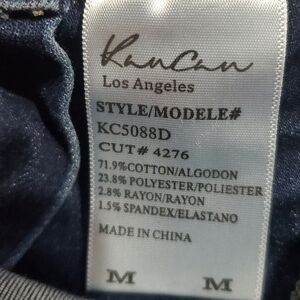 KanCan
Los Angeles
STYLE/MODELE#
KC5088D
CUT# 4276
71.9%COTTON/ALGODON
23.8% POLYESTER/POLIESTER
2.8% RAYON/RAYON
1.5% SPANDEX/ELASTANO
MADE IN CHINA
M M